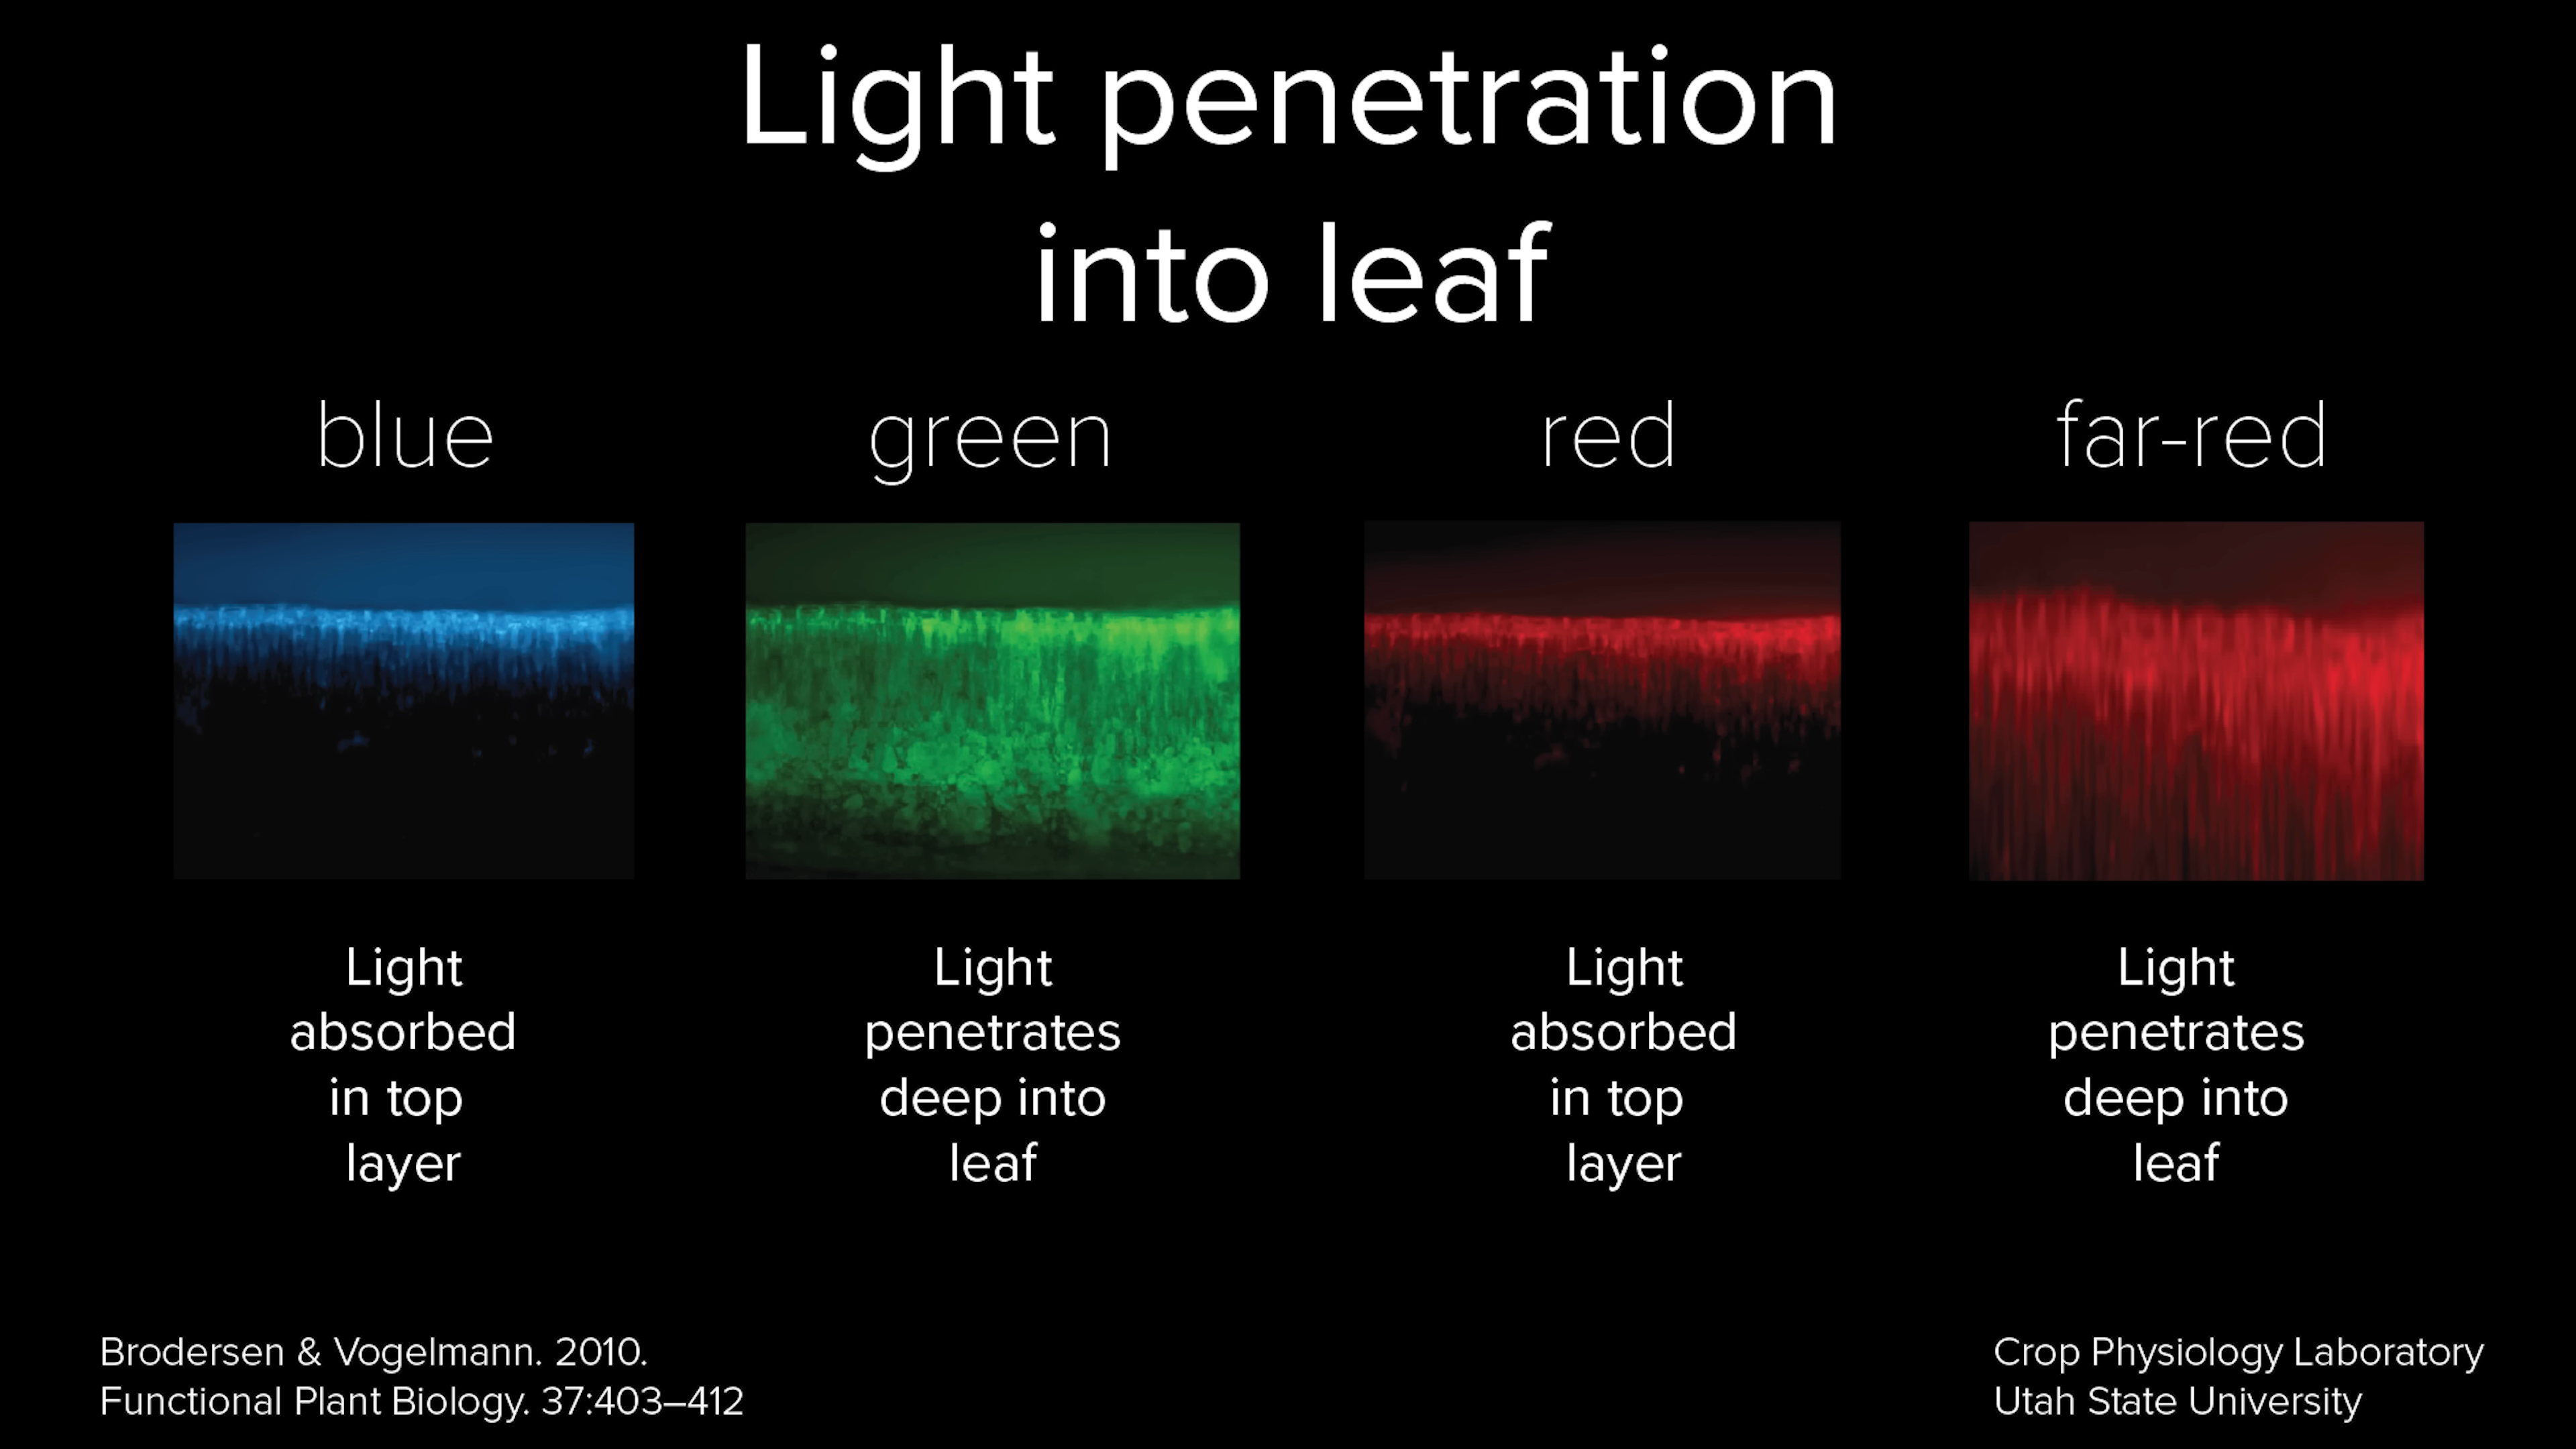 Light penetration
into leaf
blue
green
red
far-red
Light
absorbed
in top
layer
Light
penetrates
deep into
leaf
Light
absorbed
in top
layer
Light
penetrates
deep into
leaf
Brodersen & Vogelmann. 2010.
Functional Plant Biology. 37:403–412
Crop Physiology Laboratory
Utah State University